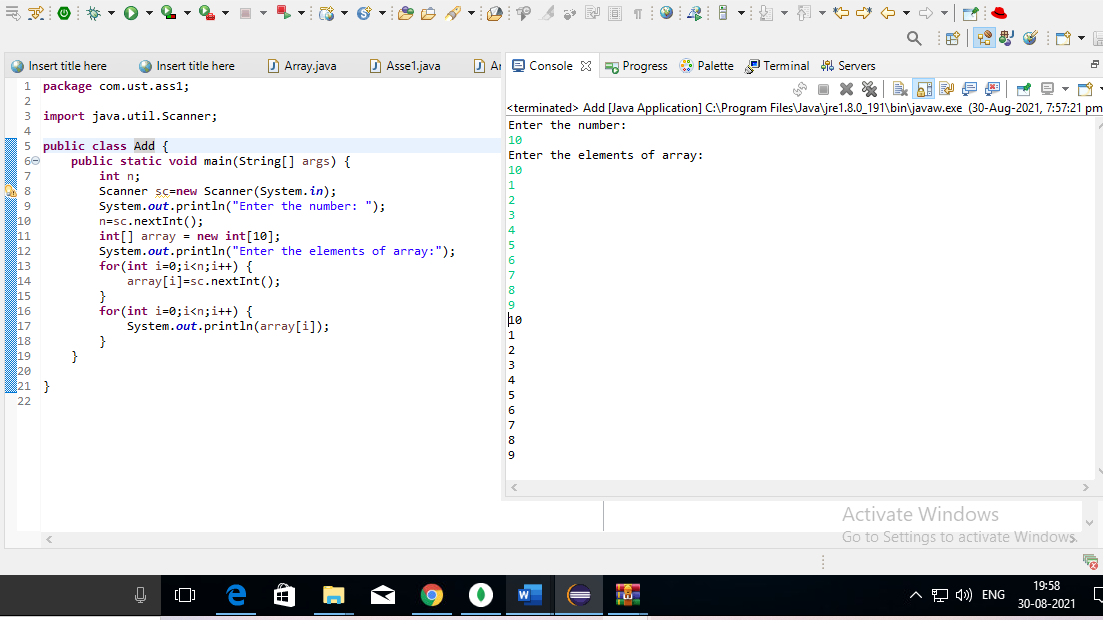 Insert title here
Insert title here
Array.java
Asse1.java
Ar
Console
Progress
Palette
Terminal
Servers
<terminated> Add [Java Application] C:\Program Files\Java\jre1.8.0_191\bin\javaw.exe (30-Aug-2021, 7:57:21 pm
1 package com.ust.ass1;
2
3 import java.util.Scanner;
4
5 public class Add {
6 public static void main(String[] args) {
7 int n;
8 Scanner sc=new Scanner(System.in);
9 System.out.println("Enter the number: ");
10 n=sc.nextInt();
11 int[] array = new int[10];
12 System.out.println("Enter the elements of array:");
13 for(int i=0;i<n;i++) {
14 array[i]=sc.nextInt();
15 }
16 for(int i=0;i<n;i++) {
17 System.out.println(array[i]);
18 }
19 }
20
21 }
22
Enter the number:
10
Enter the elements of array:
10
1
2
3
4
5
6
7
8
9
10
1
2
3
4
5
6
7
8
9
Activate Windows
Go to Settings to activate Windows.
ENG
19:58
30-08-2021